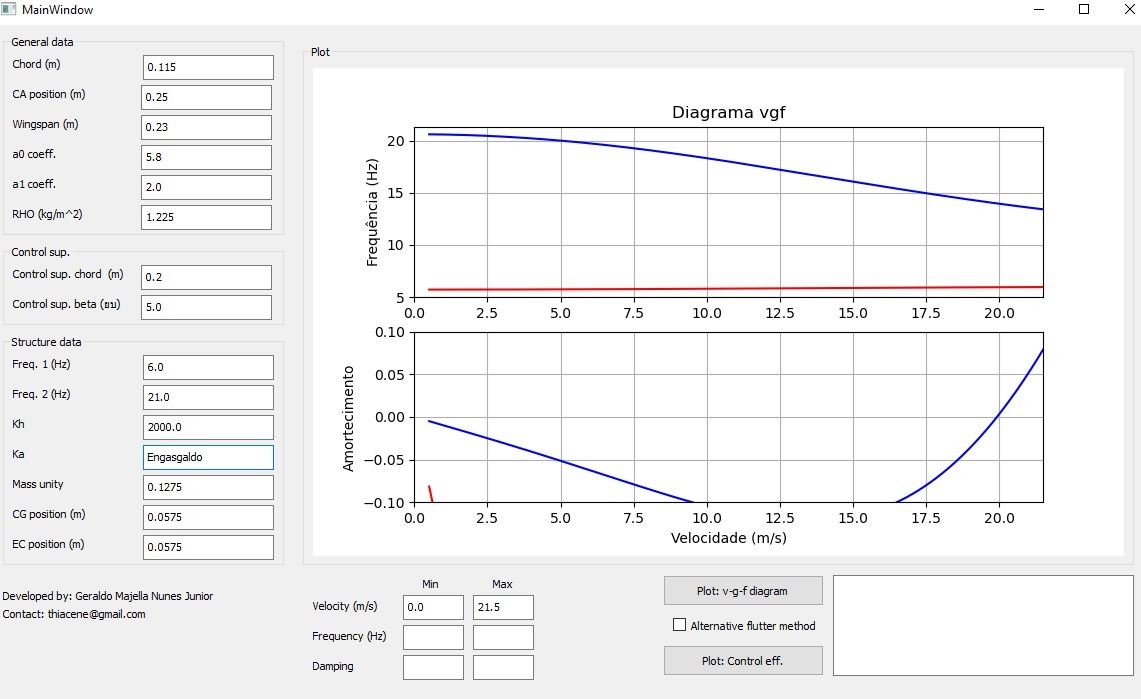 MainWindow
General data
Chord (m)
0.115
CA position (m)
0.25
Wingspan (m)
0.23
a0 coeff.
5.8
a1 coeff.
2.0
RHO (kg/m^2)
1.225
Control sup.
Control sup. chord (m)
0.2
Control sup. beta (ยบ)
5.0
Structure data
Freq. 1 (Hz)
6.0
Freq. 2 (Hz)
21.0
Kh
2000.0
Ka
Engasgaldo
Mass unity
0.1275
CG position (m)
0.0575
EC position (m)
0.0575
Developed by: Geraldo Majella Nunes Junior
Contact: thiacene@gmail.com
Plot
Diagrama vgf
Frequência (Hz)
20
15
10
5
0.0 2.5 5.0 7.5 10.0 12.5 15.0 17.5 20.0
Amortecimento
0.10
0.05
0.00
−0.05
−0.10
0.0 2.5 5.0 7.5 10.0 12.5 15.0 17.5 20.0
Velocidade (m/s)
Min Max
Velocity (m/s)
0.0 21.5
Frequency (Hz)
Damping
Plot: v-g-f diagram
Alternative flutter method
Plot: Control eff.